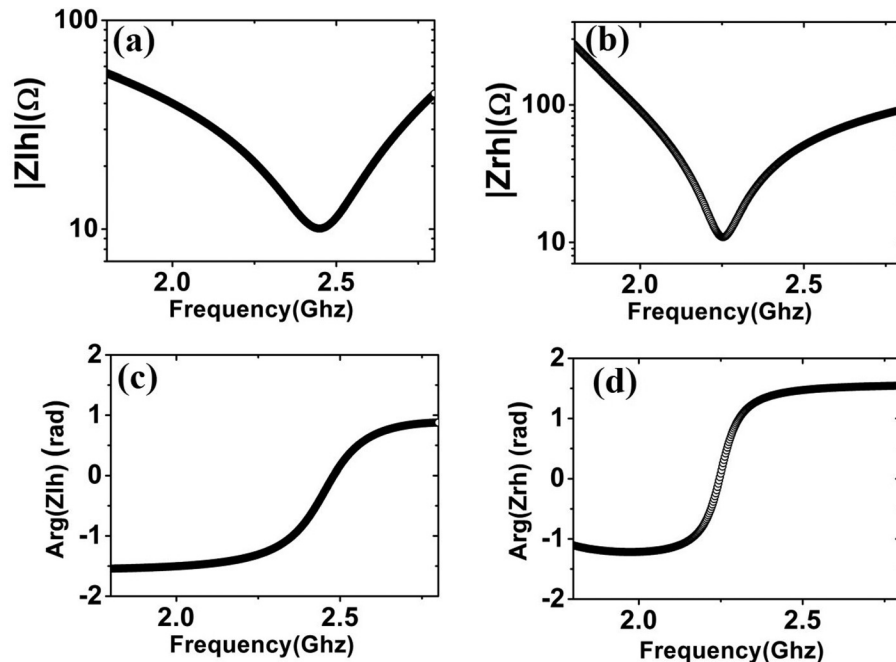 (a)
|Zlh|(Ω)
100
10
2.0 2.5
Frequency(Ghz)
(b)
|Zrh|(Ω)
100
10
2.0 2.5
Frequency(Ghz)
(c)
Arg(Zlh) (rad)
2
1
0
-1
-2
2.0 2.5
Frequency(Ghz)
(d)
Arg(Zrh) (rad)
2
1
0
-1
-2
2.0 2.5
Frequency(Ghz)